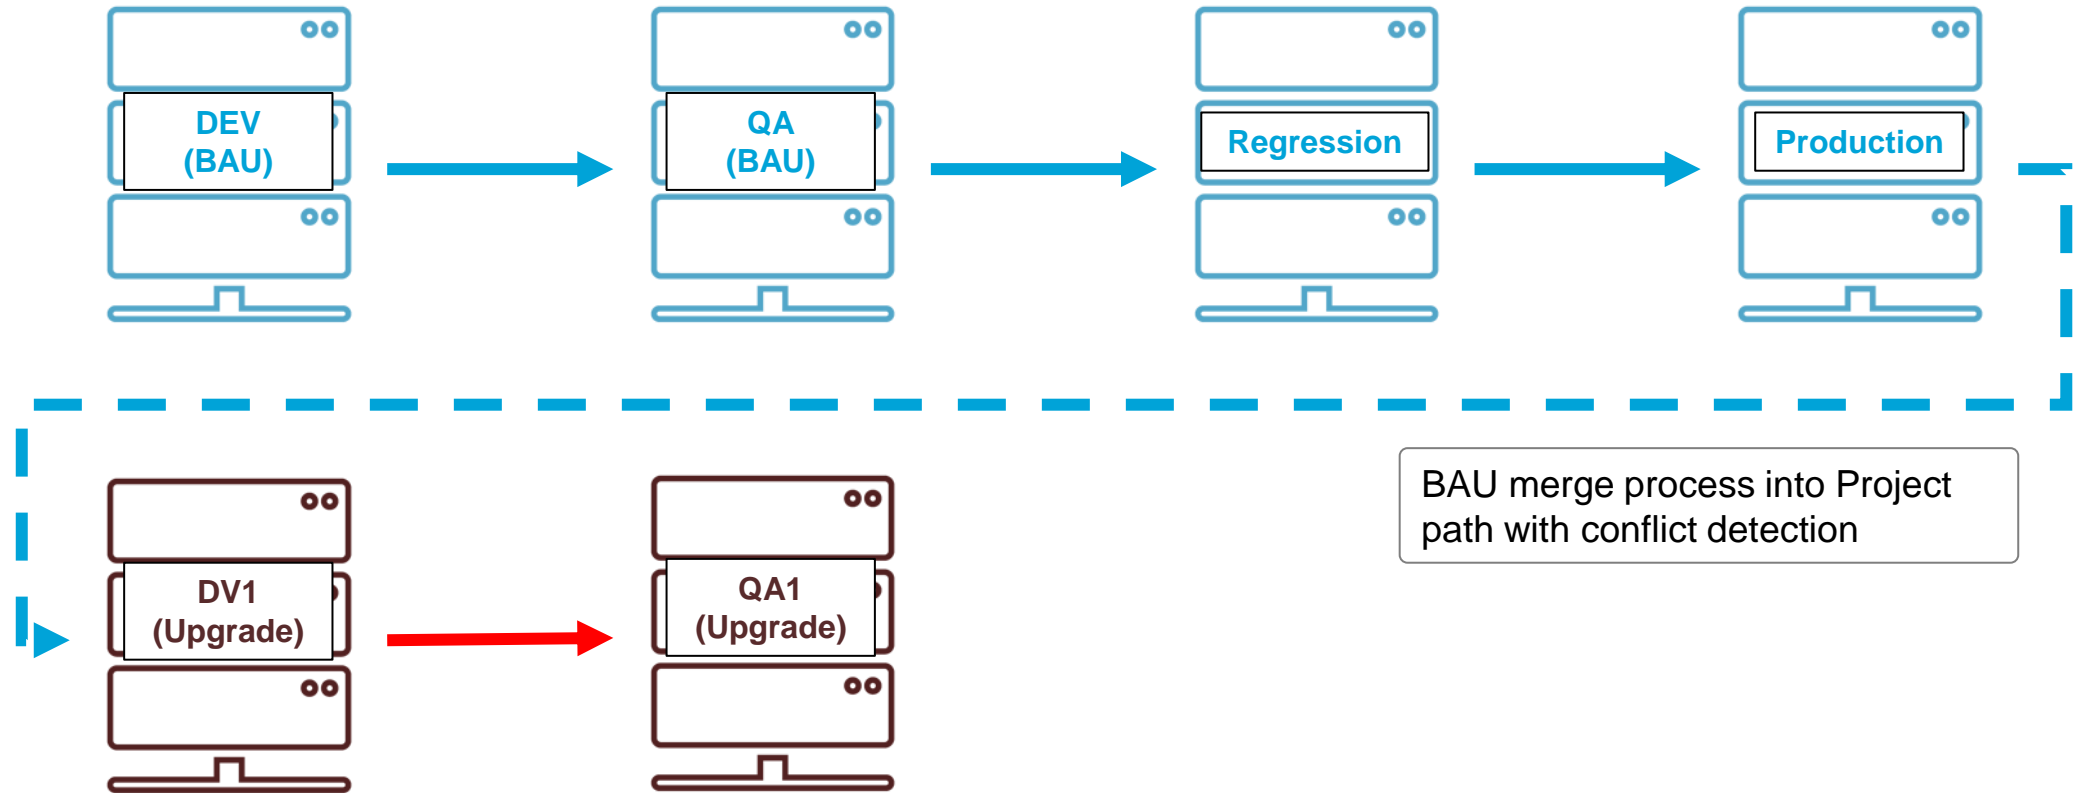 DEV
(BAU)
QA
(BAU)
Regression
Production
BAU merge process into Project
path with conflict detection
DV1
(Upgrade)
QA1
(Upgrade)